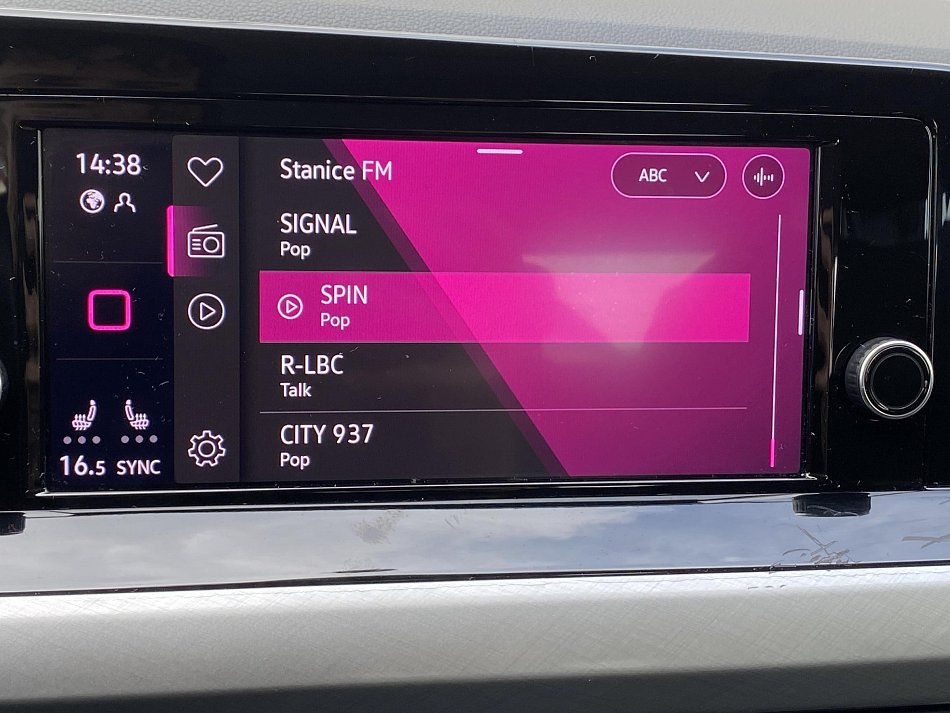 14:38
Stanice FM
ABC
SIGNAL
Pop
SPIN
Pop
R-LBC
Talk
CITY 937
Pop
16.5 SYNC